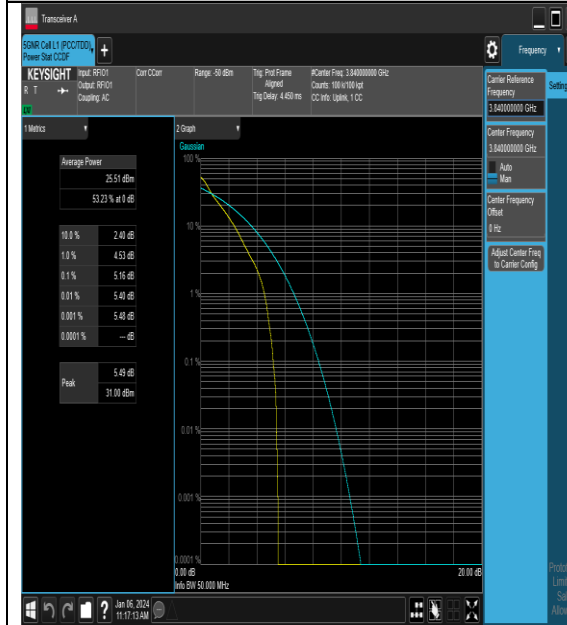 Transceiver A
5GNR Cell L1 (PCC/TDD),
Power Stat CCDF
+
Frequency
KEYSIGHT
R T
LV
Input: RFIO1
Output: RFIO1
Coupling: AC
Corr CCorr
Range: -50 dBm
Trig: Prot Frame
Aligned
Trig Delay: 4.450 ms
#Center Freq: 3.840000000 GHz
Counts: 100 k/100 kpt
CC Info: Uplink, 1 CC
Carrier Reference
Frequency
3.840000000 GHz
Setting
Center Frequency
3.840000000 GHz
Auto
Man
Center Frequency
Offset
0 Hz
Adjust Center Freq
to Carrier Config
1 Metrics
Average Power
25.51 dBm
53.23 % at 0 dB
10.0 % 2.40 dB
1.0 % 4.53 dB
0.1 % 5.16 dB
0.01 % 5.40 dB
0.001 % 5.48 dB
0.0001 % --- dB
Peak
5.49 dB
31.00 dBm
2 Graph
Gaussian
100 %
10 %
1 %
0.1 %
0.01 %
0.001 %
0.0001 %
0.00 dB
20.00 dB
Info BW 50.000 MHz
Jan 06, 2024
11:17:13 AM
?